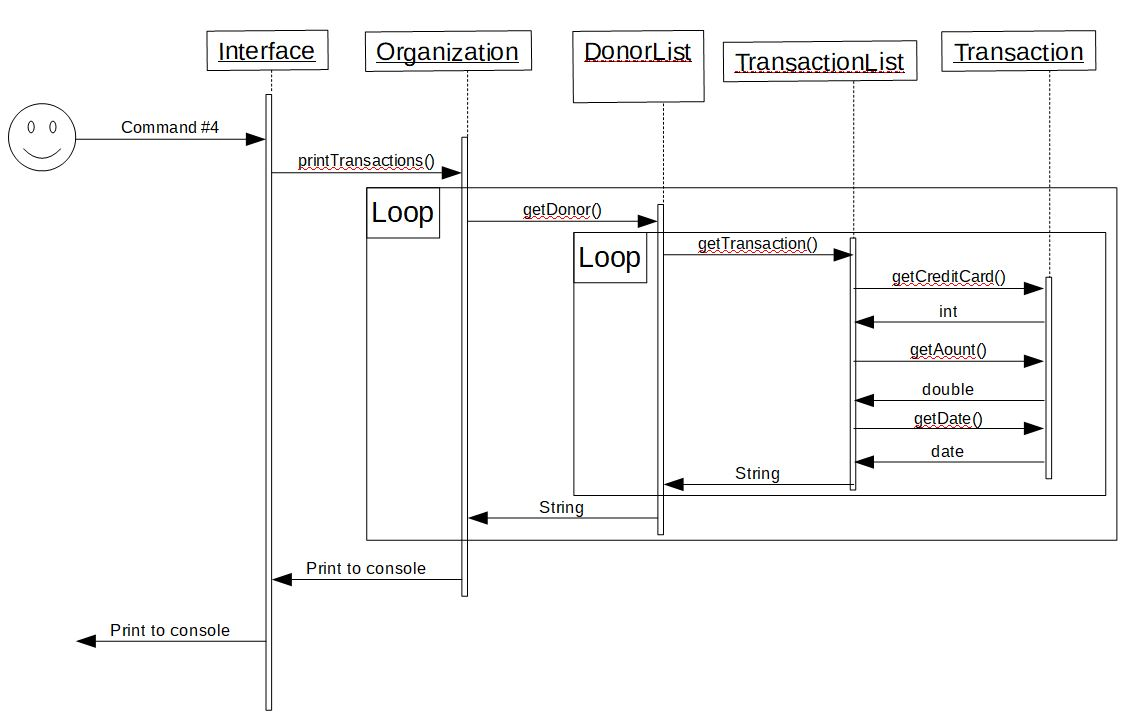 Interface
Organization
DonorList
TransactionList
Transaction
Command #4
printTransactions()
Loop
getDonor()
Loop
getTransaction()
getCreditCard()
int
getAount()
double
getDate()
date
String
String
Print to console
Print to console